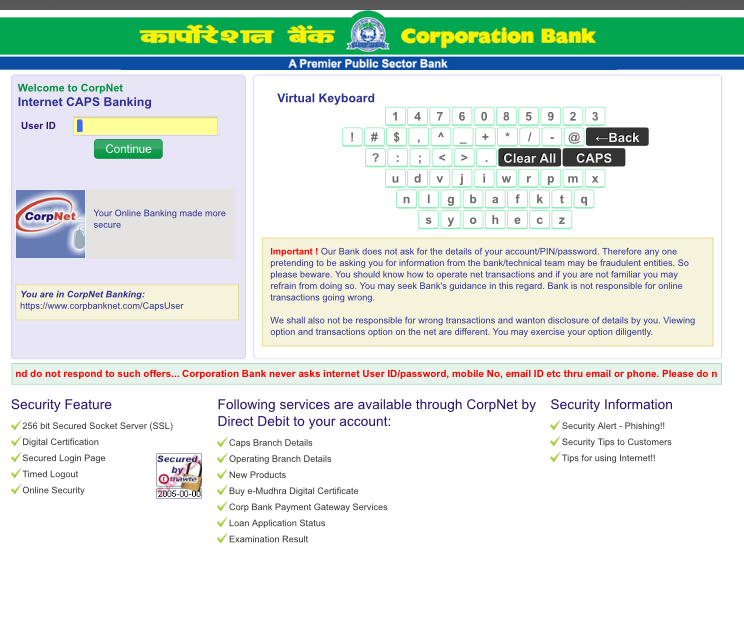 कार्पोरेशन बैंक Corporation Bank
A Premier Public Sector Bank
Welcome to CorpNet
Internet CAPS Banking
User ID
Continue
CorpNet
Your Online Banking made more
secure
You are in CorpNet Banking:
https://www.corpbanknet.com/CapsUser
Virtual Keyboard
1 4 7 6 0 8 5 9 2 3
! # $ , ^ _ + * / - @ ←Back
? : ; < > . Clear All CAPS
u d v j i w r p m x
n l g b a f k t q
s y o h e c z
Important ! Our Bank does not ask for the details of your account/PIN/password. Therefore any one
pretending to be asking you for information from the bank/technical team may be fraudulent entities. So
please beware. You should know how to operate net transactions and if you are not familiar you may
refrain from doing so. You may seek Bank's guidance in this regard. Bank is not responsible for online
transactions going wrong.
We shall also not be responsible for wrong transactions and wanton disclosure of details by you. Viewing
option and transactions option on the net are different. You may exercise your option diligently.
nd do not respond to such offers... Corporation Bank never asks internet User ID/password, mobile No, email ID etc thru email or phone. Please do n
Security Feature
256 bit Secured Socket Server (SSL)
Digital Certification
Secured Login Page
Timed Logout
Online Security
Secured
by
thawte
2005-00-00
Following services are available through CorpNet by
Direct Debit to your account:
Caps Branch Details
Operating Branch Details
New Products
Buy e-Mudhra Digital Certificate
Corp Bank Payment Gateway Services
Loan Application Status
Examination Result
Security Information
Security Alert - Phishing!!
Security Tips to Customers
Tips for using Internet!!